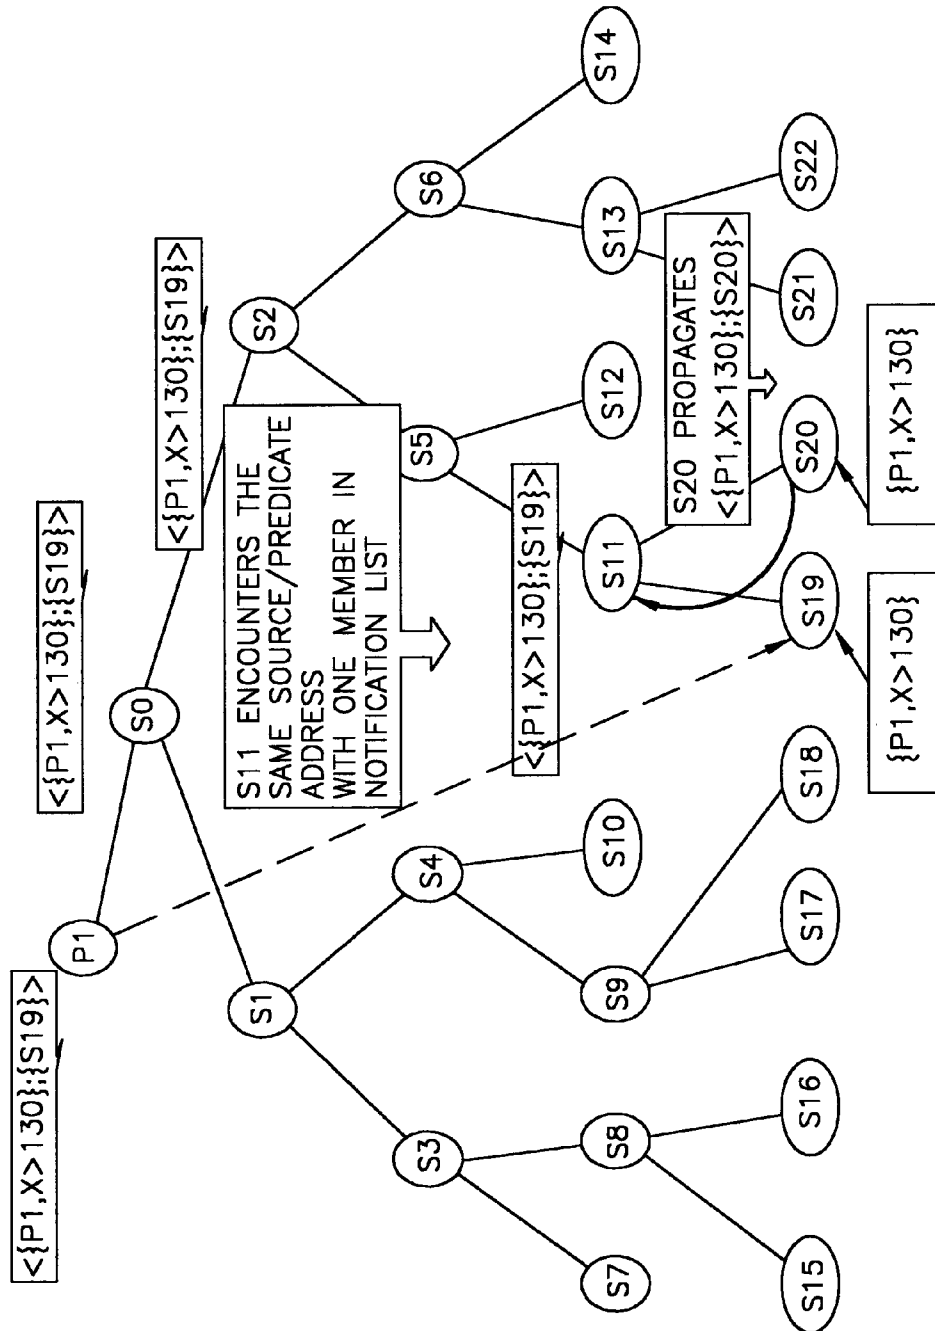 <{P1,X>130};{S19}>
P1
<{P1,X>130};{S19}>
S0
<{P1,X>130};{S19}>
S1
S2
S11 ENCOUNTERS THE
SAME SOURCE/PREDICATE
ADDRESS
WITH ONE MEMBER IN
NOTIFICATION LIST
S3
S4
S5
S6
<{P1,X>130};{S19}>
S7
S8
S9
S10
S11
S12
S13
S14
S20 PROPAGATES
<{P1,X>130};{S20}>
S15
S16
S17
S18
S19
S20
S21
S22
{P1,X>130}
{P1,X>130}